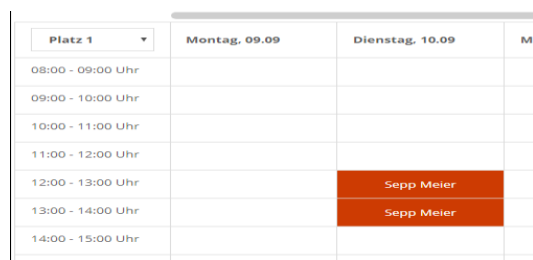 Platz 1 Montag, 09.09 Dienstag, 10.09 M
08:00 - 09:00 Uhr
09:00 - 10:00 Uhr
10:00 - 11:00 Uhr
11:00 - 12:00 Uhr
12:00 - 13:00 Uhr Sepp Meier
13:00 - 14:00 Uhr Sepp Meier
14:00 - 15:00 Uhr